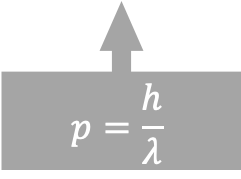 p = h/λ